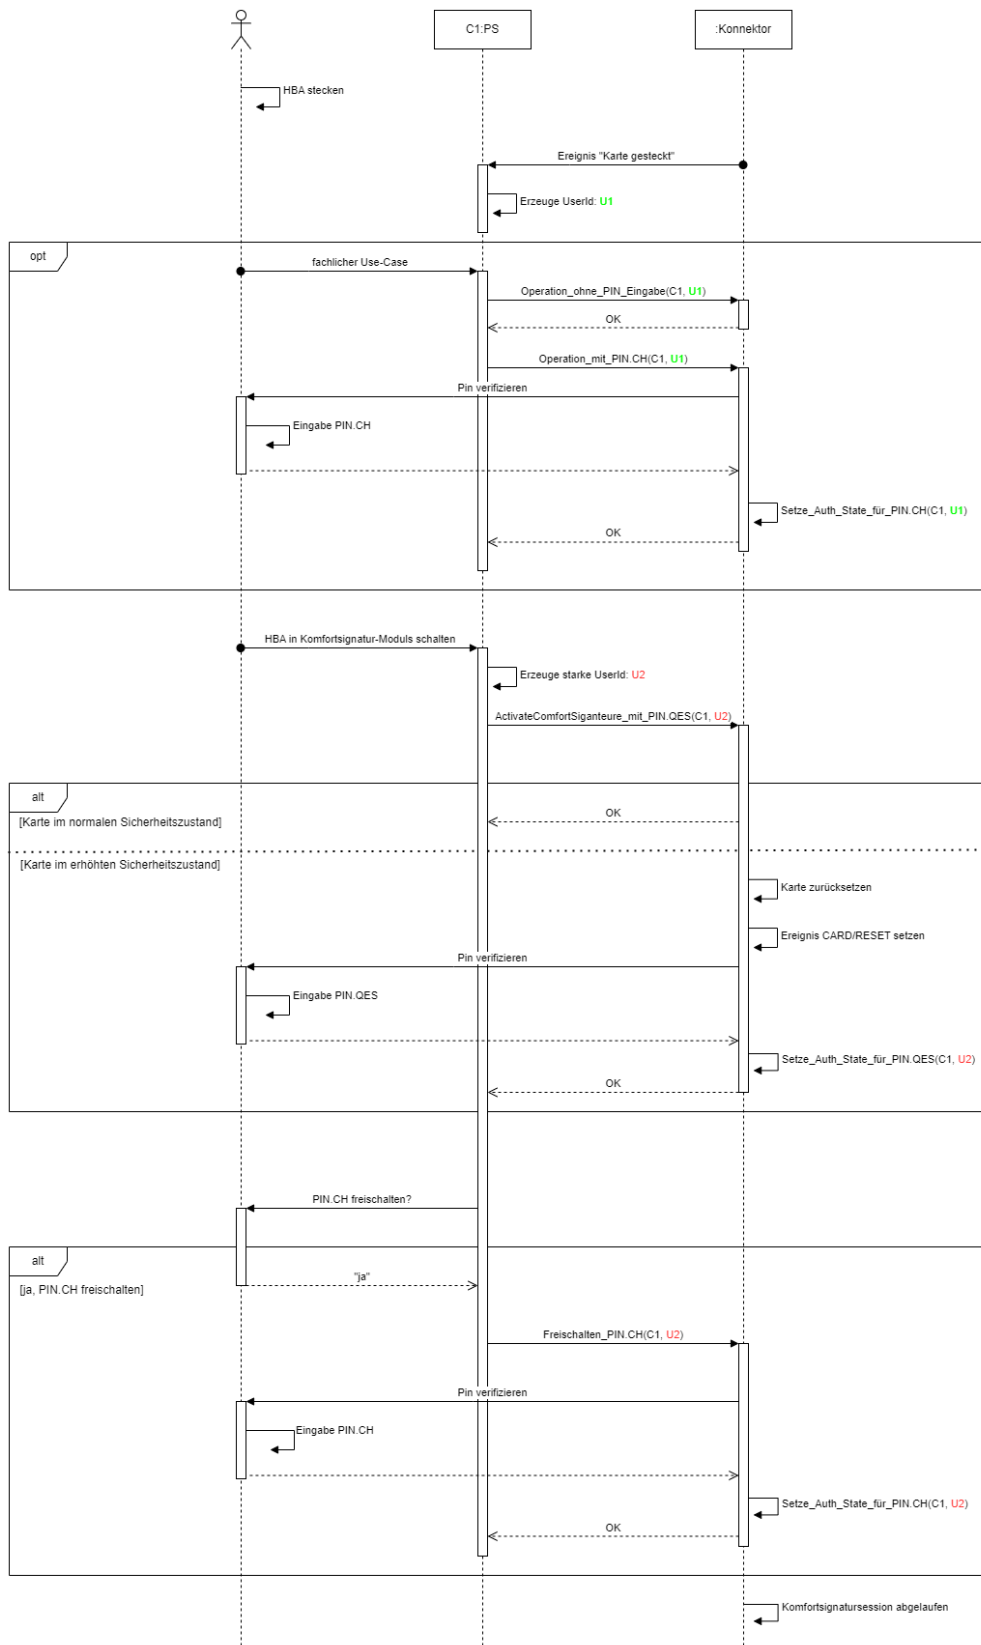 C1:PS
:Konnektor
HBA stecken
Ereignis "Karte gesteckt"
Erzeuge UserId: U1
opt
fachlicher Use-Case
Operation_ohne_PIN_Eingabe(C1, U1)
OK
Operation_mit_PIN.CH(C1, U1)
Pin verifizieren
Eingabe PIN.CH
Setze_Auth_State_für_PIN.CH(C1, U1)
OK
HBA in Komfortsignatur-Moduls schalten
Erzeuge starke UserId: U2
ActivateComfortSiganteure_mit_PIN.QES(C1, U2)
alt
[Karte im normalen Sicherheitszustand]
OK
[Karte im erhöhten Sicherheitszustand]
Karte zurücksetzen
Ereignis CARD/RESET setzen
Pin verifizieren
Eingabe PIN.QES
Setze_Auth_State_für_PIN.QES(C1, U2)
OK
PIN.CH freischalten?
alt
"ja"
[ja, PIN.CH freischalten]
Freischalten_PIN.CH(C1, U2)
Pin verifizieren
Eingabe PIN.CH
Setze_Auth_State_für_PIN.CH(C1, U2)
OK
Komfortsignatursession abgelaufen